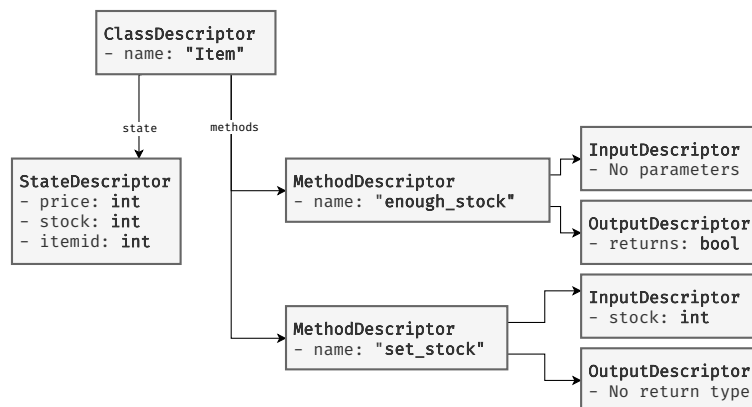 ClassDescriptor
- name: "Item"
state
methods
StateDescriptor
- price: int
- stock: int
- itemid: int
MethodDescriptor
- name: "enough_stock"
InputDescriptor
- No parameters
OutputDescriptor
- returns: bool
MethodDescriptor
- name: "set_stock"
InputDescriptor
- stock: int
OutputDescriptor
- No return type